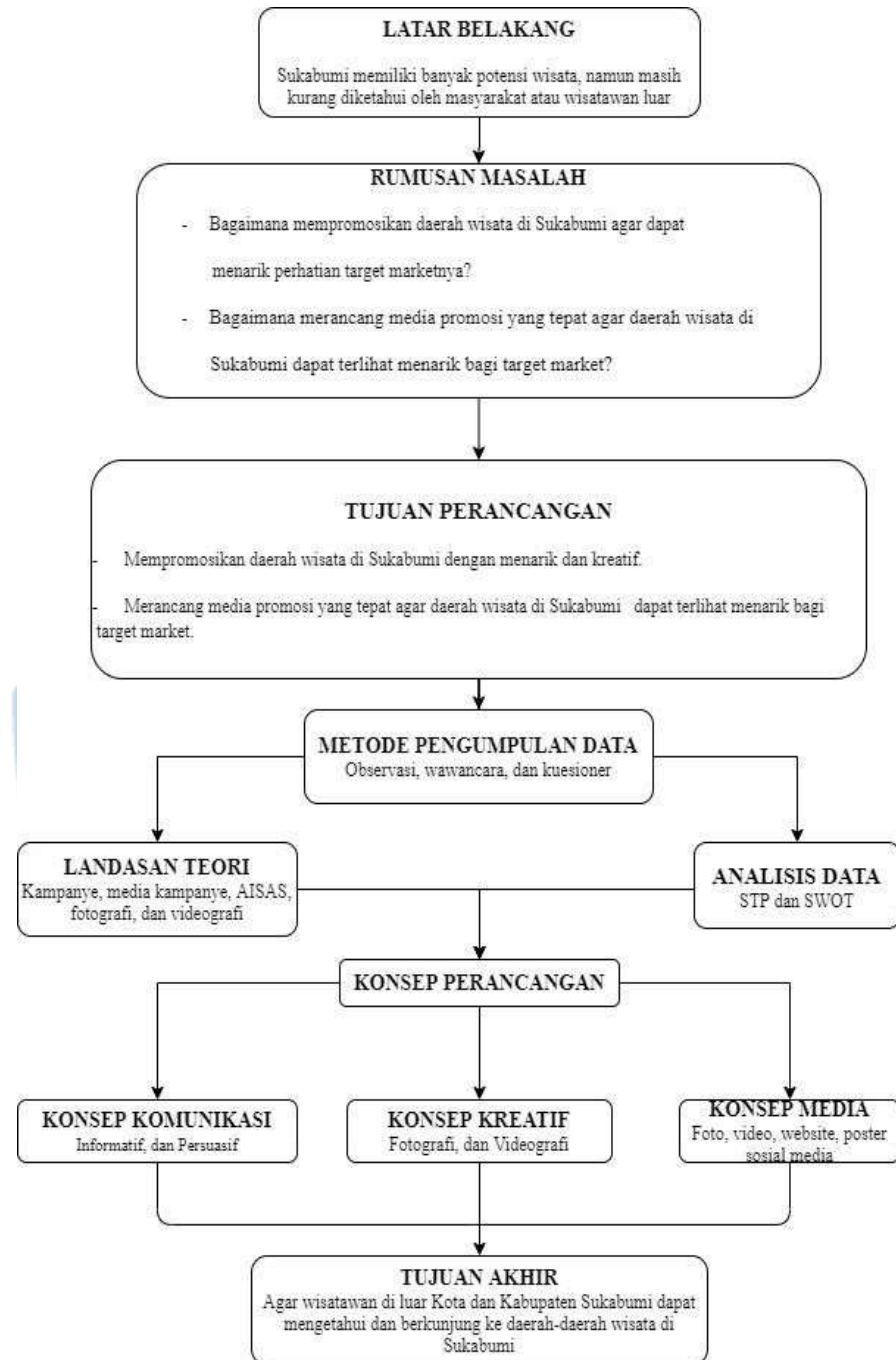 LATAR BELAKANG
Sukabumi memiliki banyak potensi wisata, namun masih
kurang diketahui oleh masyarakat atau wisatawan luar
RUMUSAN MASALAH
- Bagaimana mempromosikan daerah wisata di Sukabumi agar dapat
menarik perhatian target marketnya?
- Bagaimana merancang media promosi yang tepat agar daerah wisata di
Sukabumi dapat terlihat menarik bagi target market?
TUJUAN PERANCANGAN
- Mempromosikan daerah wisata di Sukabumi dengan menarik dan kreatif.
- Merancang media promosi yang tepat agar daerah wisata di Sukabumi dapat terlihat menarik bagi
target market.
METODE PENGUMPULAN DATA
Observasi, wawancara, dan kuesioner
LANDASAN TEORI
Kampanye, media kampanye, AISAS,
fotografi, dan videografi
ANALISIS DATA
STP dan SWOT
KONSEP PERANCANGAN
KONSEP KOMUNIKASI
Informatif, dan Persuasif
KONSEP KREATIF
Fotografi, dan Videografi
KONSEP MEDIA
Foto, video, website, poster
sosial media
TUJUAN AKHIR
Agar wisatawan di luar Kota dan Kabupaten Sukabumi dapat
mengetahui dan berkunjung ke daerah-daerah wisata di
Sukabumi